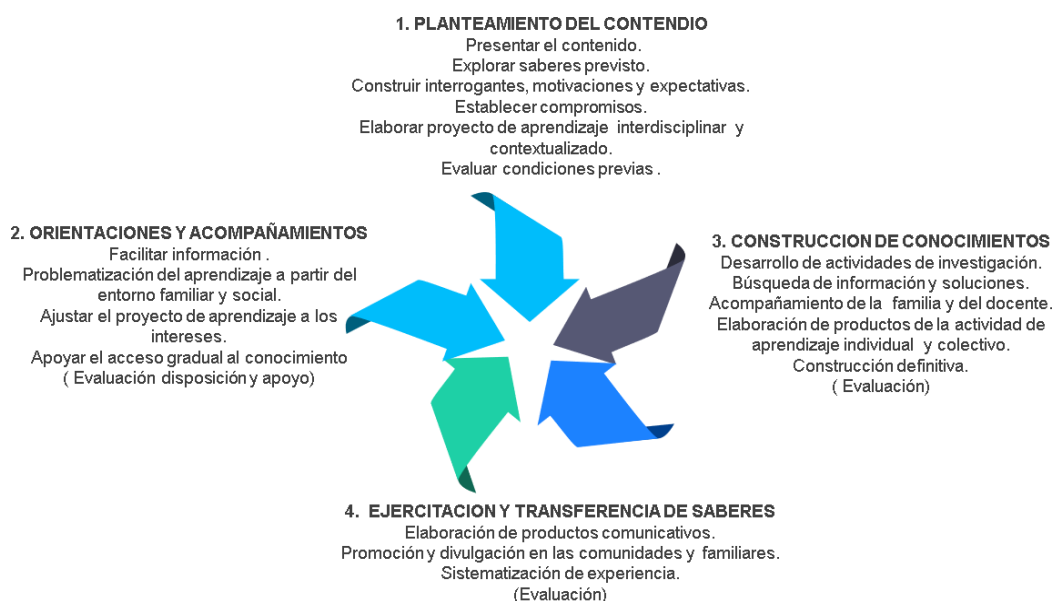 1. PLANTEAMIENTO DEL CONTENDIO
Presentar el contenido.
Explorar saberes previsto.
Construir interrogantes, motivaciones y expectativas.
Establecer compromisos.
Elaborar proyecto de aprendizaje interdisciplinar y
contextualizado.
Evaluar condiciones previas .
2. ORIENTACIONES Y ACOMPAÑAMIENTOS
Facilitar información .
Problematización del aprendizaje a partir del
entorno familiar y social.
Ajustar el proyecto de aprendizaje a los
intereses.
Apoyar el acceso gradual al conocimiento
( Evaluación disposición y apoyo)
3. CONSTRUCCION DE CONOCIMIENTOS
Desarrollo de actividades de investigación.
Búsqueda de información y soluciones.
Acompañamiento de la familia y del docente.
Elaboración de productos de la actividad de
aprendizaje individual y colectivo.
Construcción definitiva.
( Evaluación)
4. EJERCITACION Y TRANSFERENCIA DE SABERES
Elaboración de productos comunicativos.
Promoción y divulgación en las comunidades y familiares.
Sistematización de experiencia.
(Evaluación)